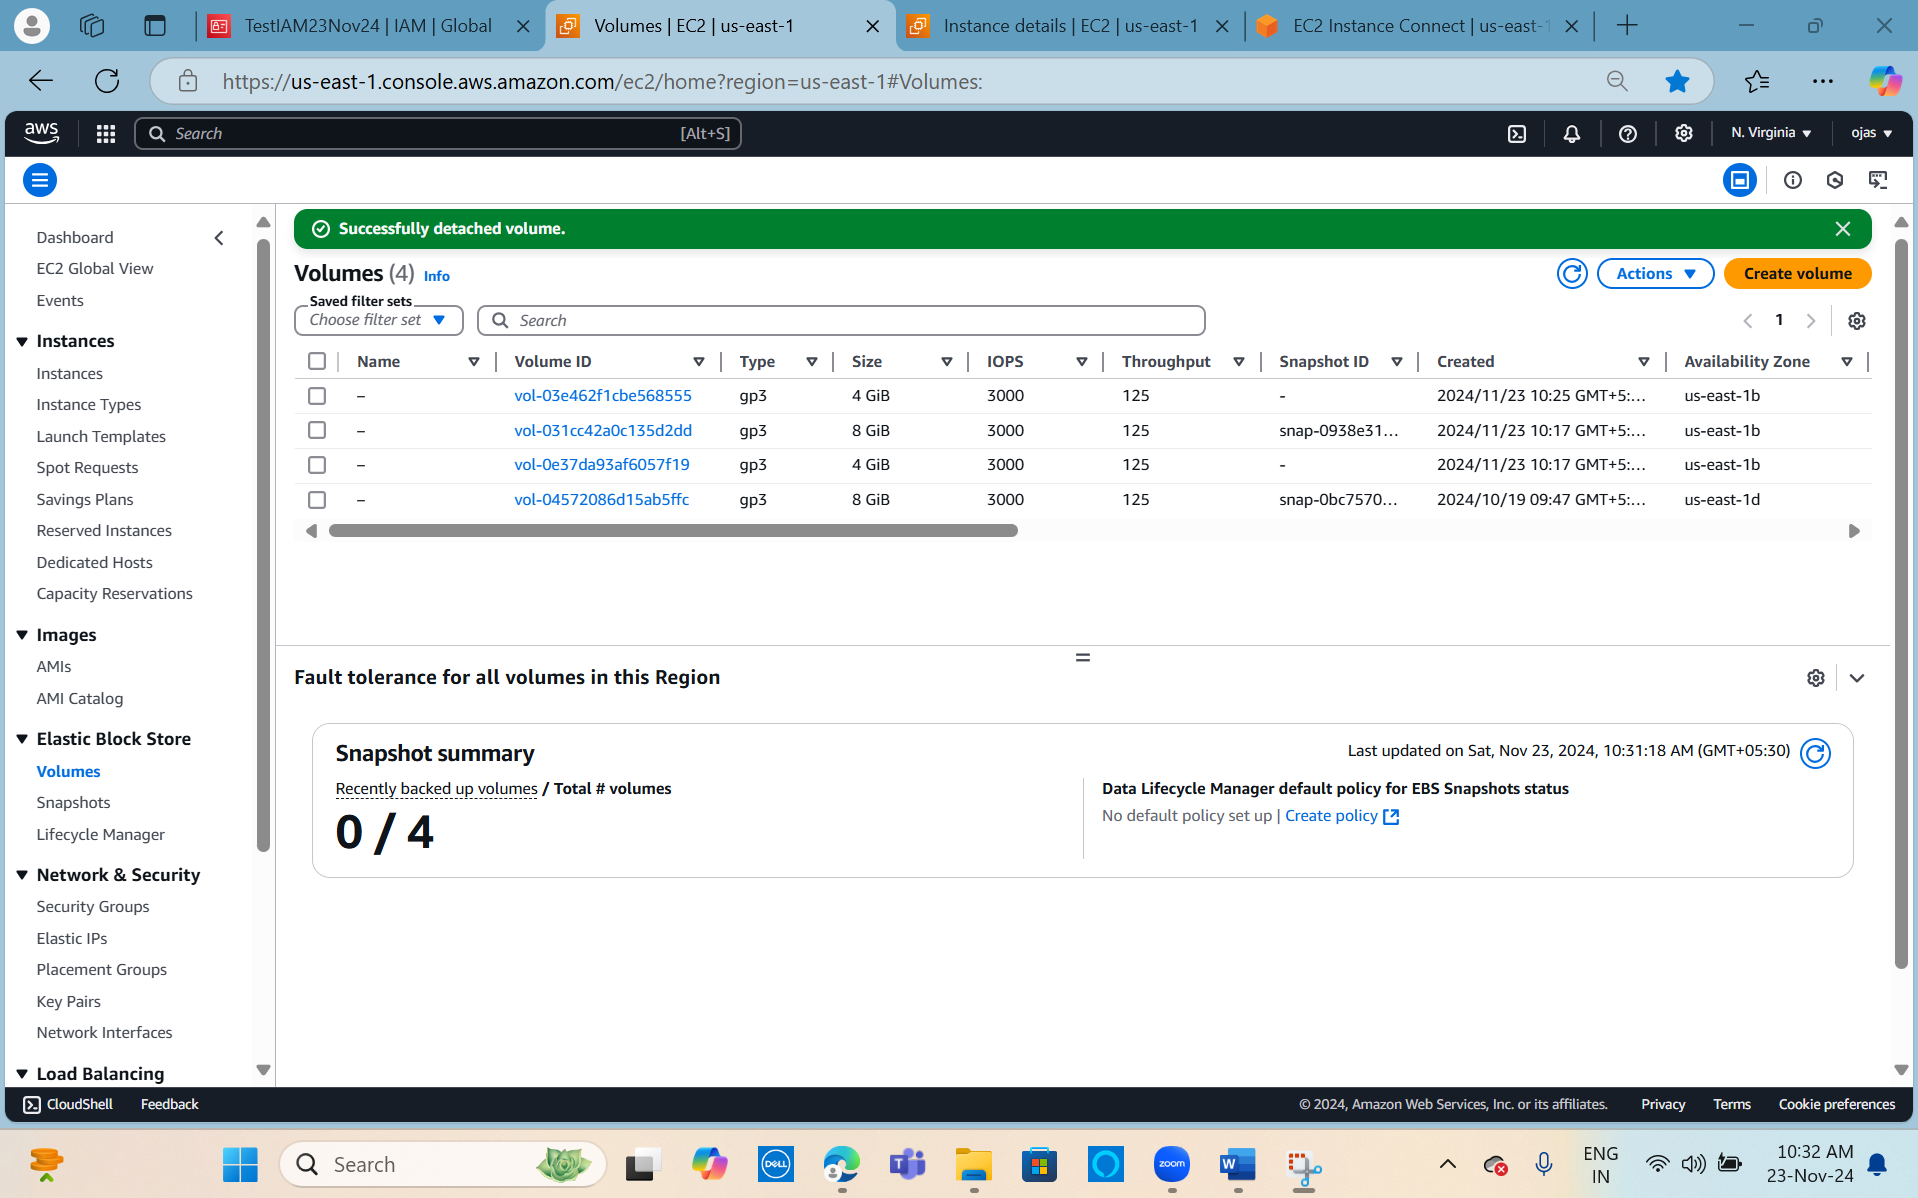 TestIAM23Nov24 | IAM | Global
Volumes | EC2 | us-east-1
Instance details | EC2 | us-east-1
EC2 Instance Connect | us-east-1
https://us-east-1.console.aws.amazon.com/ec2/home?region=us-east-1#Volumes:
aws
Search
[Alt+S]
N. Virginia
ojas
Dashboard
EC2 Global View
Events
Instances
Instances
Instance Types
Launch Templates
Spot Requests
Savings Plans
Reserved Instances
Dedicated Hosts
Capacity Reservations
Images
AMIs
AMI Catalog
Elastic Block Store
Volumes
Snapshots
Lifecycle Manager
Network & Security
Security Groups
Elastic IPs
Placement Groups
Key Pairs
Network Interfaces
Load Balancing
Successfully detached volume.
Volumes (4) Info
Actions
Create volume
Saved filter sets
Choose filter set
Search
1
Name Volume ID Type Size IOPS Throughput Snapshot ID Created Availability Zone
– vol-03e462f1cbe568555 gp3 4 GiB 3000 125 - 2024/11/23 10:25 GMT+5:... us-east-1b
– vol-031cc42a0c135d2dd gp3 8 GiB 3000 125 snap-0938e31... 2024/11/23 10:17 GMT+5:... us-east-1b
– vol-0e37da93af6057f19 gp3 4 GiB 3000 125 - 2024/11/23 10:17 GMT+5:... us-east-1b
– vol-04572086d15ab5ffc gp3 8 GiB 3000 125 snap-0bc7570... 2024/10/19 09:47 GMT+5:... us-east-1d
Fault tolerance for all volumes in this Region
Snapshot summary
Last updated on Sat, Nov 23, 2024, 10:31:18 AM (GMT+05:30)
Recently backed up volumes / Total # volumes
0 / 4
Data Lifecycle Manager default policy for EBS Snapshots status
No default policy set up | Create policy
CloudShell
Feedback
© 2024, Amazon Web Services, Inc. or its affiliates.
Privacy
Terms
Cookie preferences
Search
DELL
zoom
W
ENG
IN
10:32 AM
23-Nov-24